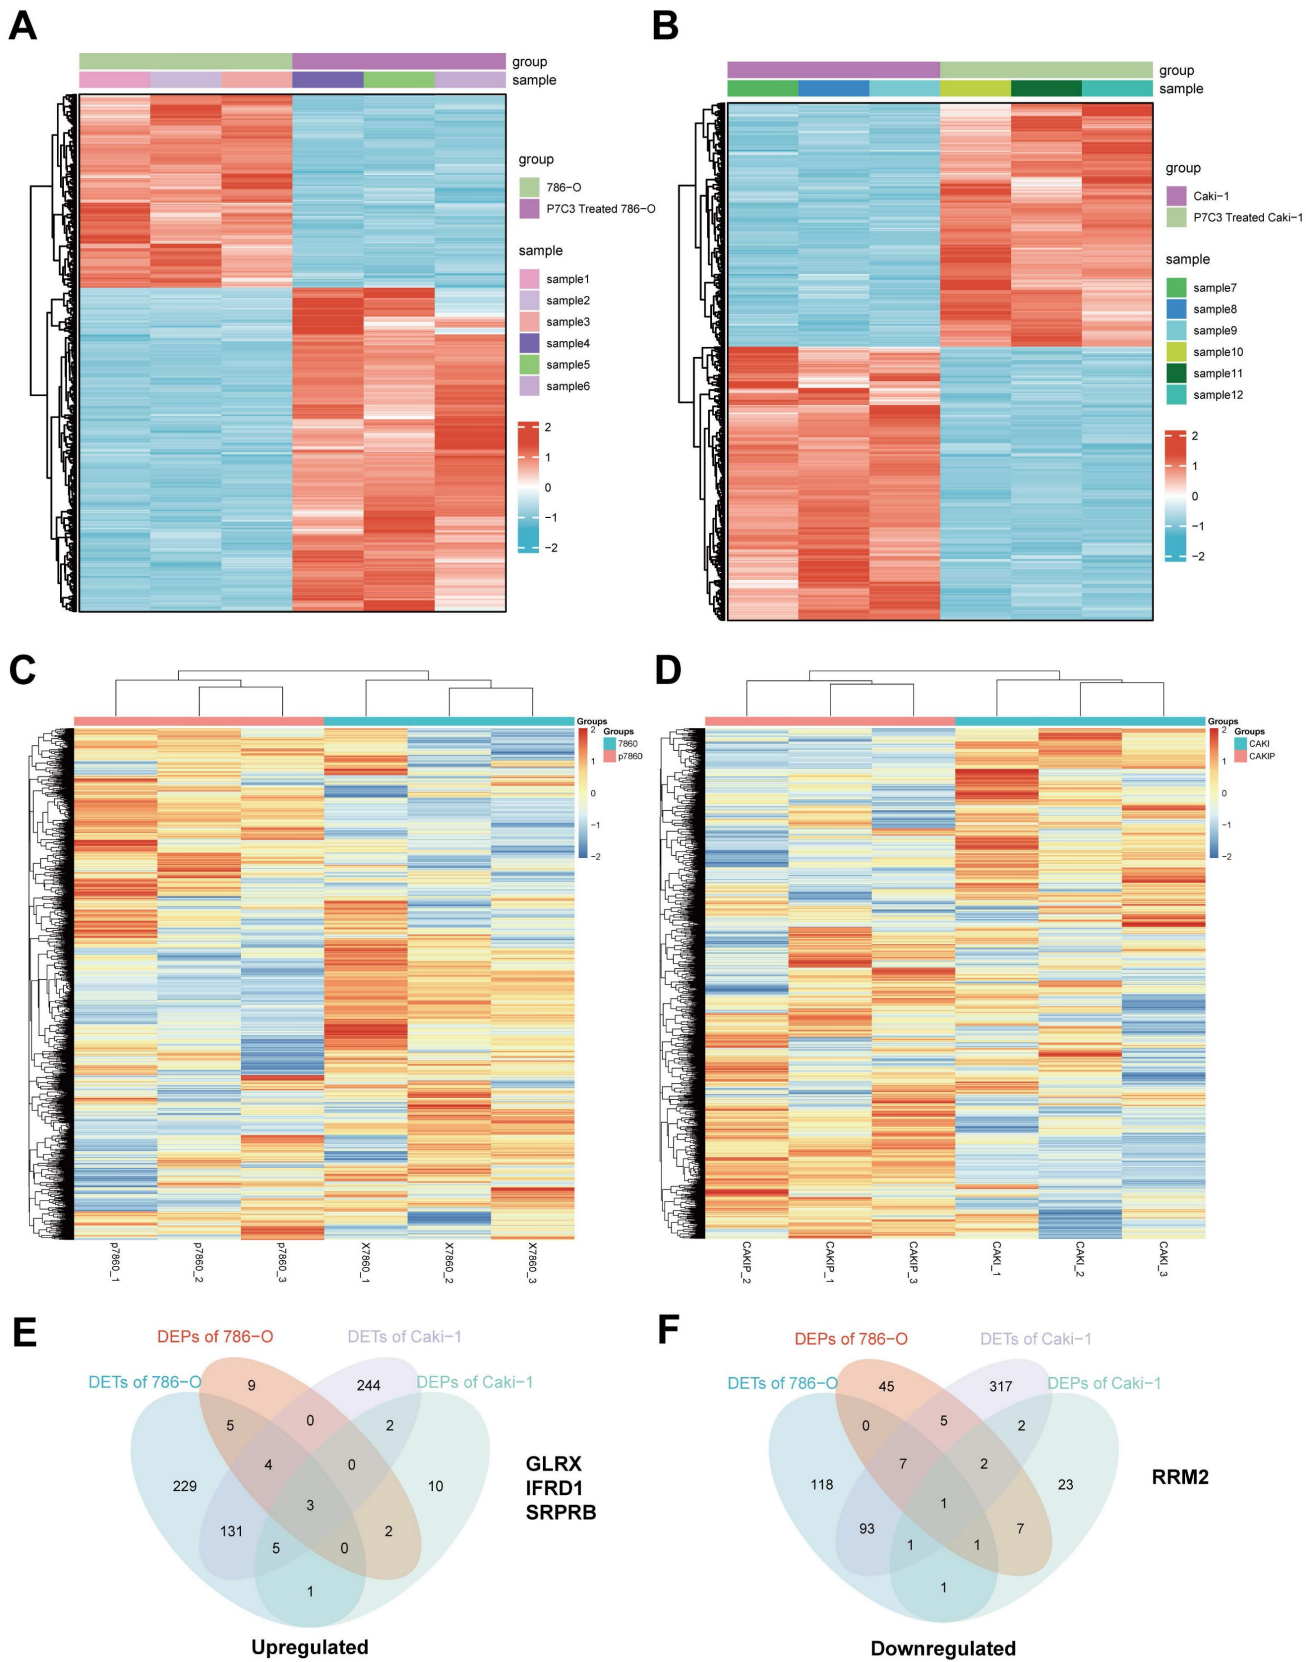 A
group
sample
group
786−O
P7C3 Treated 786−O
sample
sample1
sample2
sample3
sample4
sample5
sample6
2
1
0
−1
−2
B
group
sample
group
Caki−1
P7C3 Treated Caki−1
sample
sample7
sample8
sample9
sample10
sample11
sample12
2
1
0
−1
−2
C
Groups
2
1
0
−1
−2
Groups
7860
p7860
p7860_1
p7860_2
p7860_3
X7860_1
X7860_2
X7860_3
D
Groups
2
1
0
−1
−2
Groups
CAKI
CAKIP
CAKIP_2
CAKIP_1
CAKIP_3
CAKI_1
CAKI_2
CAKI_3
E
DEPs of 786−O
DETs of Caki−1
DETs of 786−O
DEPs of Caki−1
9
244
5
0
2
4
0
229
10
3
131
2
5
0
1
GLRX
IFRD1
SRPRB
Upregulated
F
DEPs of 786−O
DETs of Caki−1
DETs of 786−O
DEPs of Caki−1
45
317
0
5
2
7
2
118
23
1
93
7
1
1
1
RRM2
Downregulated